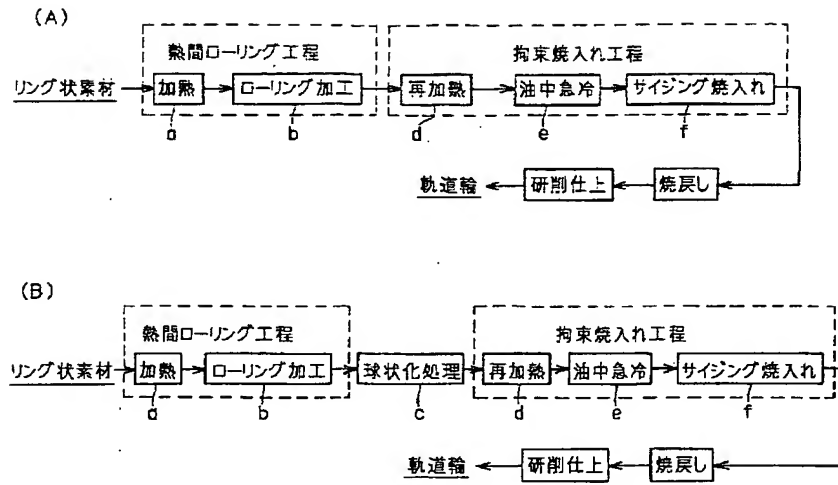 (A)
熱間ローリング工程
拘束焼入れ工程
リング状素材 加熱 ローリング加工 再加熱 油中急冷 サイジング焼入れ
a b d e f
軌道輪 研削仕上 焼戻し
(B)
熱間ローリング工程
拘束焼入れ工程
リング状素材 加熱 ローリング加工 球状化処理 再加熱 油中急冷 サイジング焼入れ
a b c d e f
軌道輪 研削仕上 焼戻し